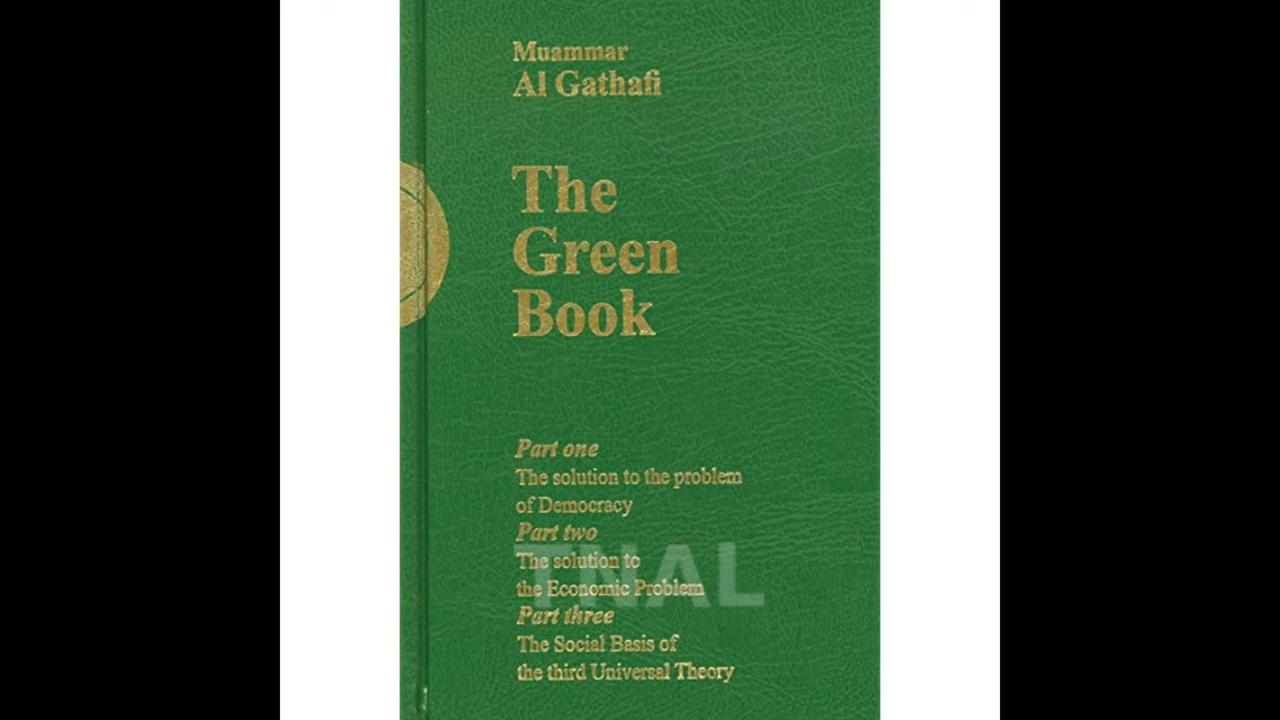 Muammar
Al Gathafi
The
Green
Book
Part one
The solution to the problem
of Democracy
Part two
The solution to
the Economic Problem
TNAL
Part three
The Social Basis of
the third Universal Theory